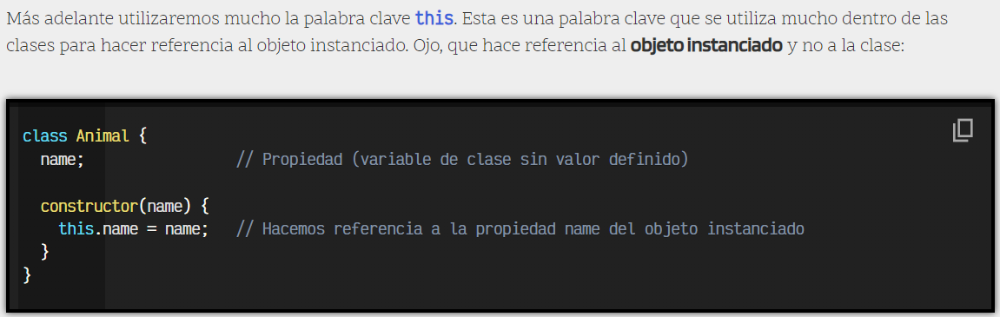 Más adelante utilizaremos mucho la palabra clave this. Esta es una palabra clave que se utiliza mucho dentro de las
clases para hacer referencia al objeto instanciado. Ojo, que hace referencia al objeto instanciado y no a la clase:
class Animal {
  name;                 // Propiedad (variable de clase sin valor definido)
  constructor(name) {
    this.name = name;   // Hacemos referencia a la propiedad name del objeto instanciado
  }
}